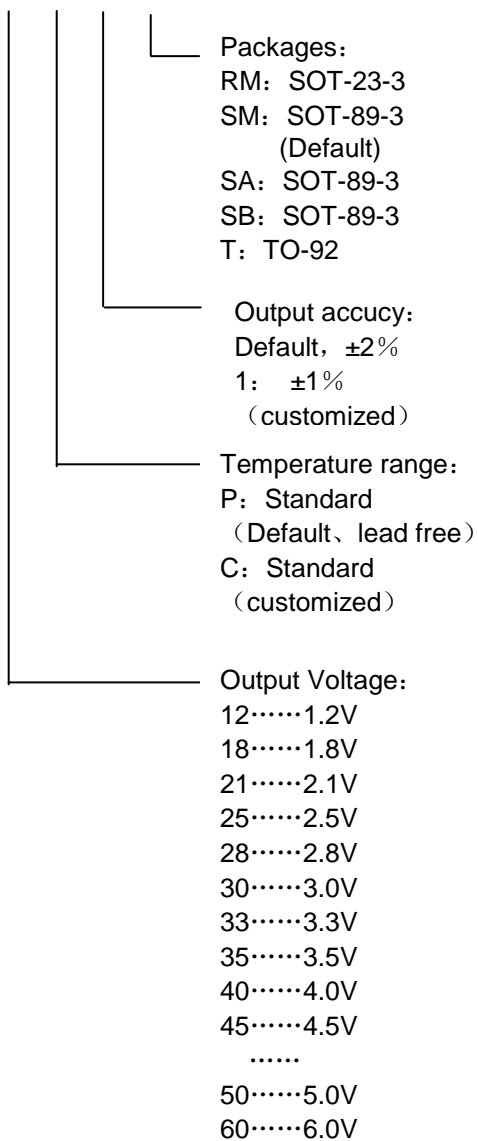 Packages：
RM：SOT-23-3
SM：SOT-89-3
(Default)
SA：SOT-89-3
SB：SOT-89-3
T：TO-92
Output accucy：
Default，±2％
1： ±1％
（customized）
Temperature range：
P：Standard
（Default、lead free）
C：Standard
（customized）
Output Voltage：
12……1.2V
18……1.8V
21……2.1V
25……2.5V
28……2.8V
30……3.0V
33……3.3V
35……3.5V
40……4.0V
45……4.5V
……
50……5.0V
60……6.0V